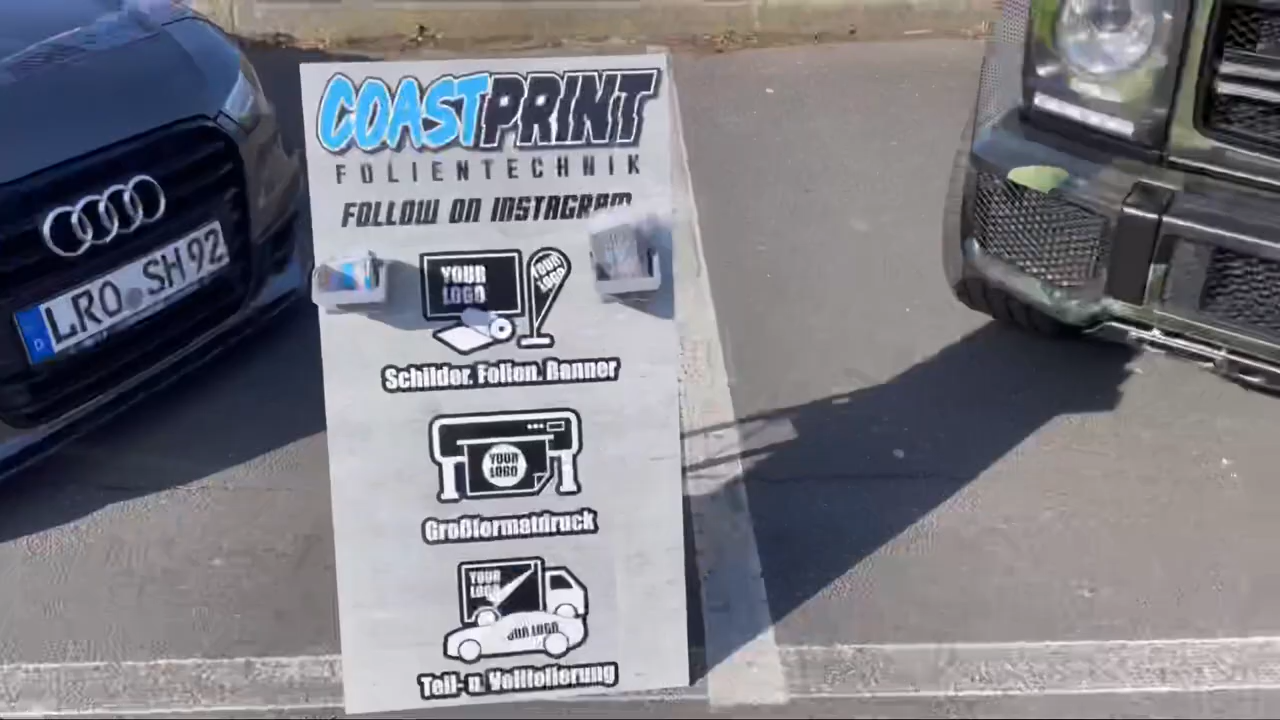 COASTPRINT
FOLIENTECHNIK
FOLLOW ON INSTAGRAM
LRO SH 92
D
YOUR
LOGO
YOUR
LOGO
Schilder, Folien, Banner
YOUR
LOGO
Großformatdruck
YOUR
LOGO
Teil- u. Vollfolierung